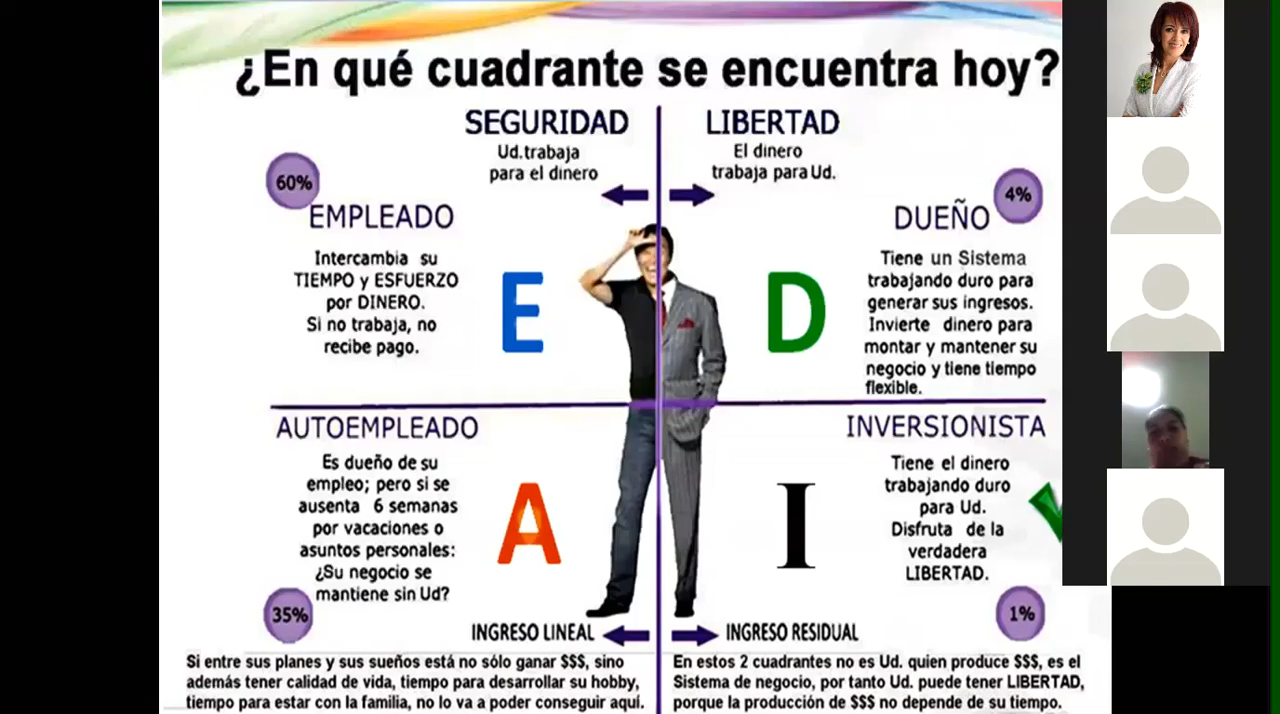 ¿En qué cuadrante se encuentra hoy?
SEGURIDAD
Ud.trabaja
para el dinero
LIBERTAD
El dinero
trabaja para Ud.
60%
EMPLEADO
Intercambia su
TIEMPO y ESFUERZO
por DINERO.
Si no trabaja, no
recibe pago.
E
4%
DUEÑO
Tiene un Sistema
trabajando duro para
generar sus ingresos.
Invierte dinero para
montar y mantener su
negocio y tiene tiempo
flexible.
D
AUTOEMPLEADO
Es dueño de su
empleo; pero si se
ausenta 6 semanas
por vacaciones o
asuntos personales:
¿Su negocio se
mantiene sin Ud?
A
35%
INVERSIONISTA
Tiene el dinero
trabajando duro
para Ud.
Disfruta de la
verdadera
LIBERTAD.
I
1%
INGRESO LINEAL
INGRESO RESIDUAL
Si entre sus planes y sus sueños está no sólo ganar $$$, sino
además tener calidad de vida, tiempo para desarrollar su hobby,
tiempo para estar con la familia, no lo va a poder conseguir aquí.
En estos 2 cuadrantes no es Ud. quien produce $$$, es el
Sistema de negocio, por tanto Ud. puede tener LIBERTAD,
porque la producción de $$$ no depende de su tiempo.